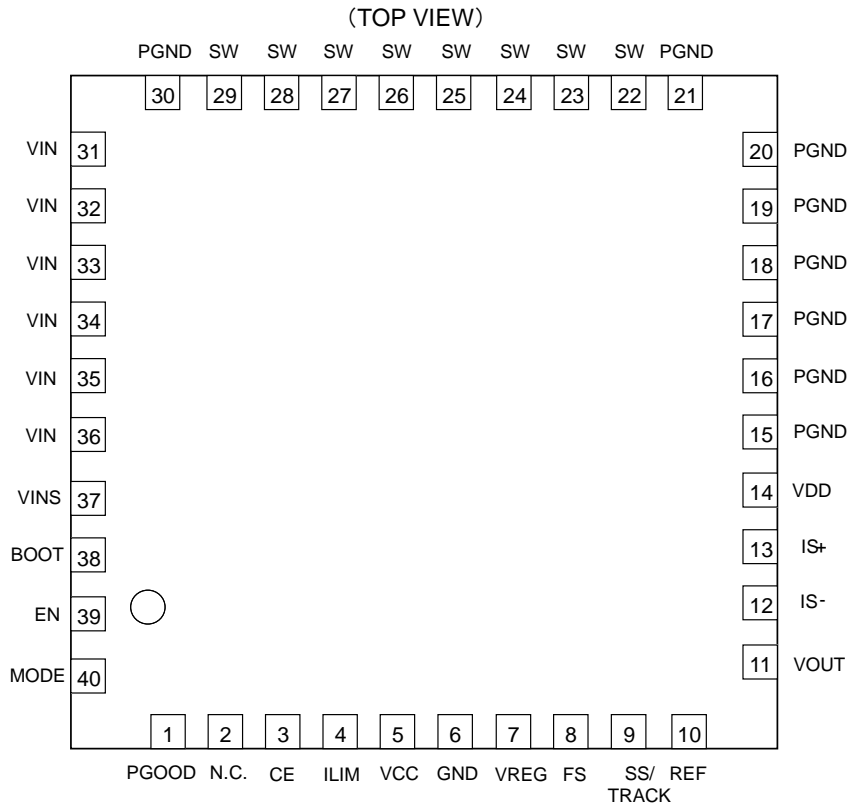 （TOP VIEW）
PGND SW SW SW SW SW SW SW SW PGND
30 29 28 27 26 25 24 23 22 21
VIN 31 20 PGND
VIN 32 19 PGND
VIN 33 18 PGND
VIN 34 17 PGND
VIN 35 16 PGND
VIN 36 15 PGND
VINS 37 14 VDD
BOOT 38 13 IS+
EN 39 12 IS-
MODE 40 11 VOUT
1 2 3 4 5 6 7 8 9 10
PGOOD N.C. CE ILIM VCC GND VREG FS SS/ REF
TRACK